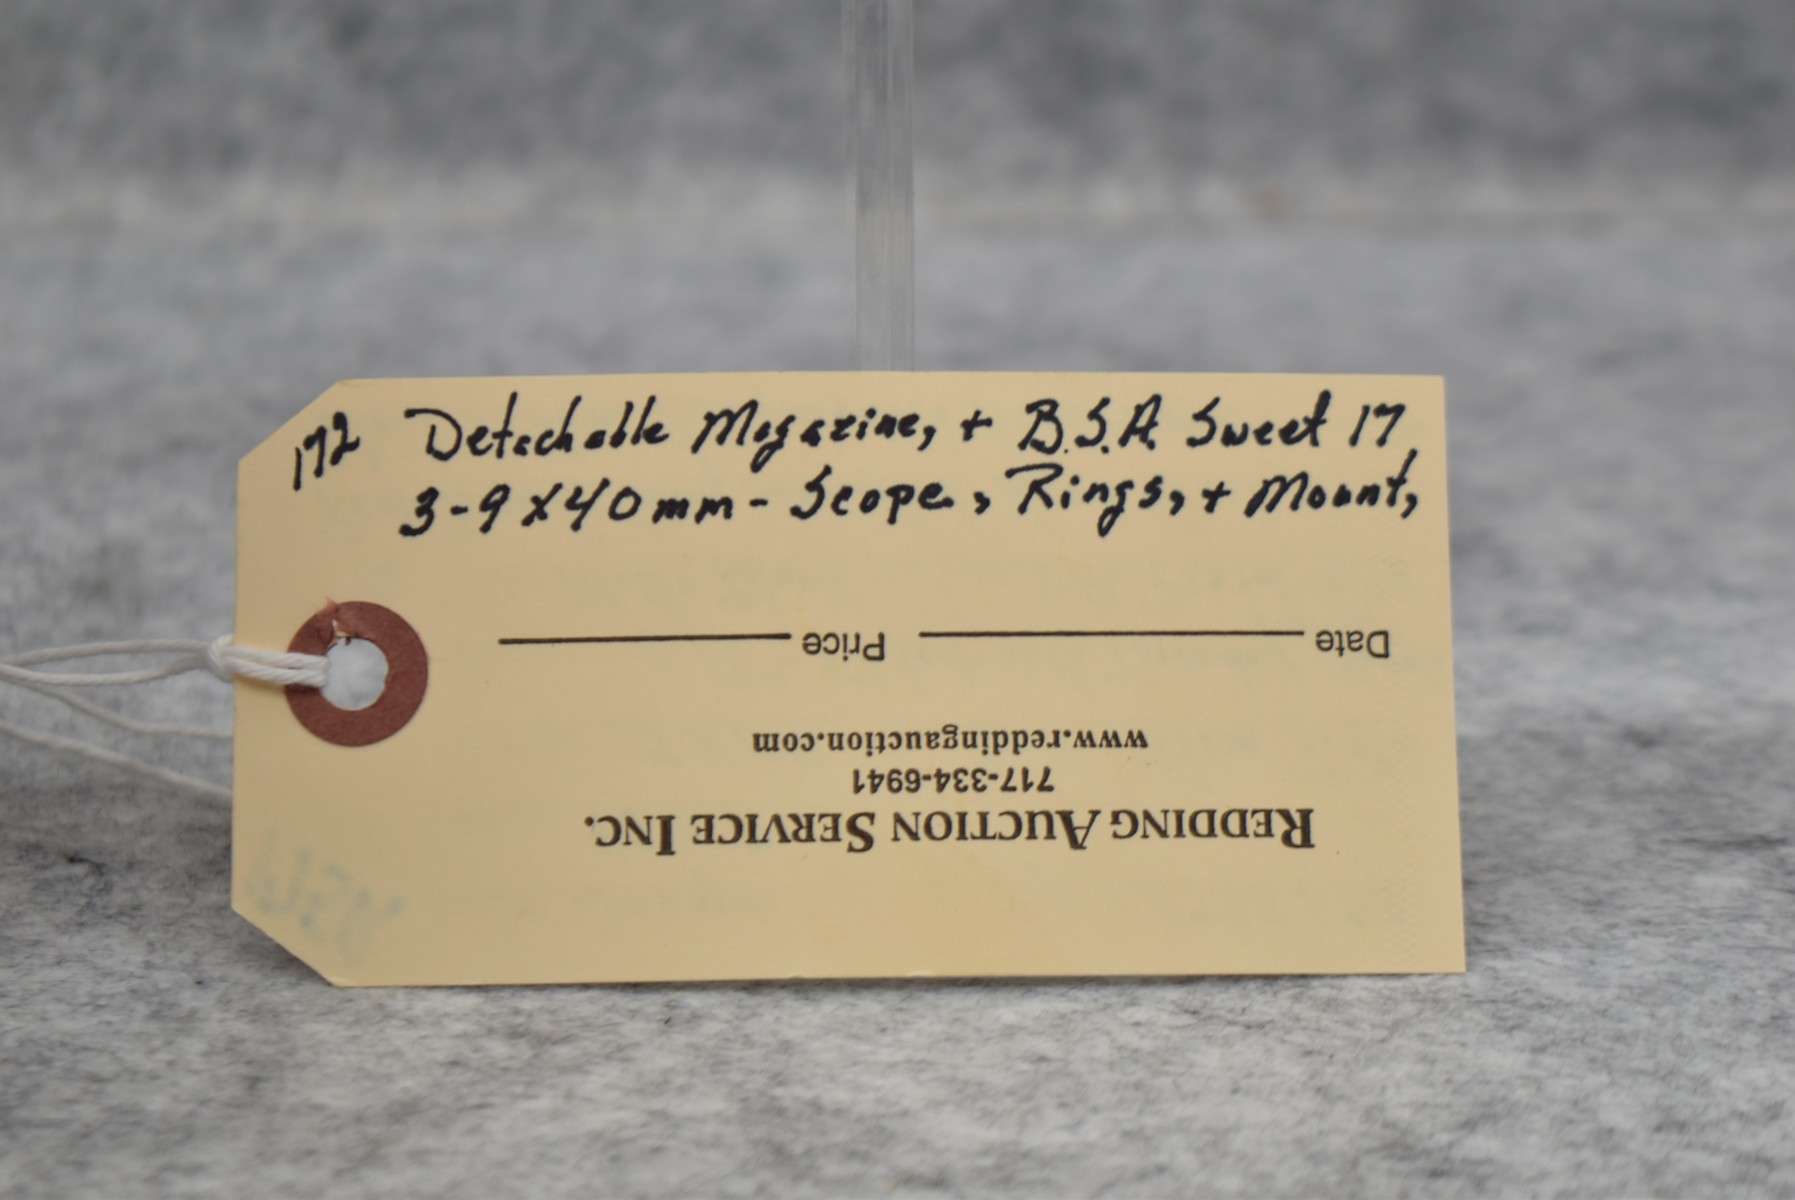 172 Detachable Magazine, + B.S.A. Sweet 17
3-9X40mm - Scope, Rings, + Mount,
Date Price
www.reddingauction.com
717-334-6941
REDDING AUCTION SERVICE INC.